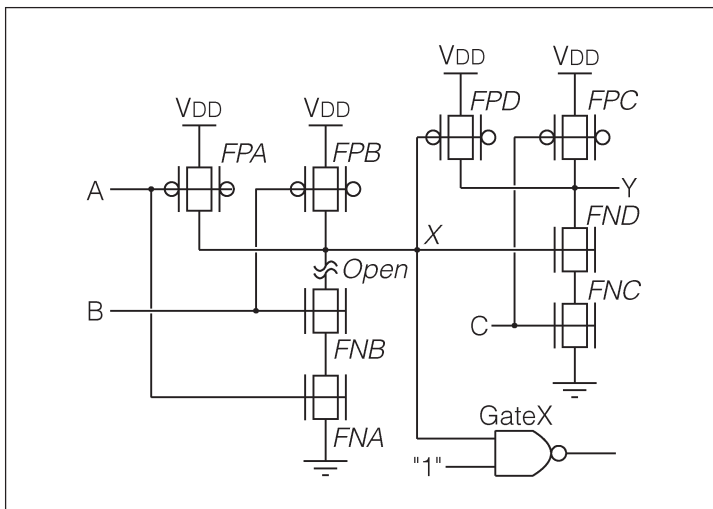 VDD
VDD
FPD
FPC
VDD
VDD
FPA
FPB
A
Y
X
FND
Open
B
FNC
C
FNB
GateX
FNA
"1"